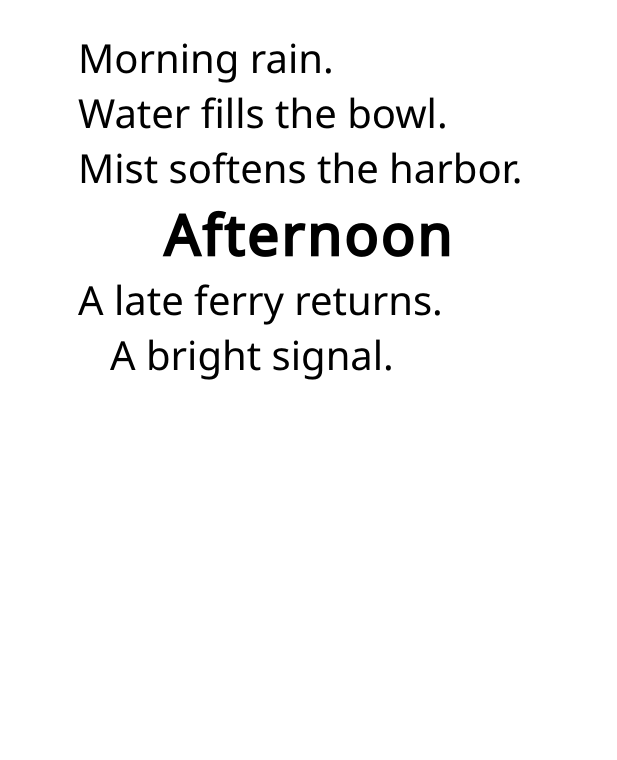 Morning rain.
Water fills the bowl.
Mist softens the harbor.
Afternoon
A late ferry returns.
A bright signal.